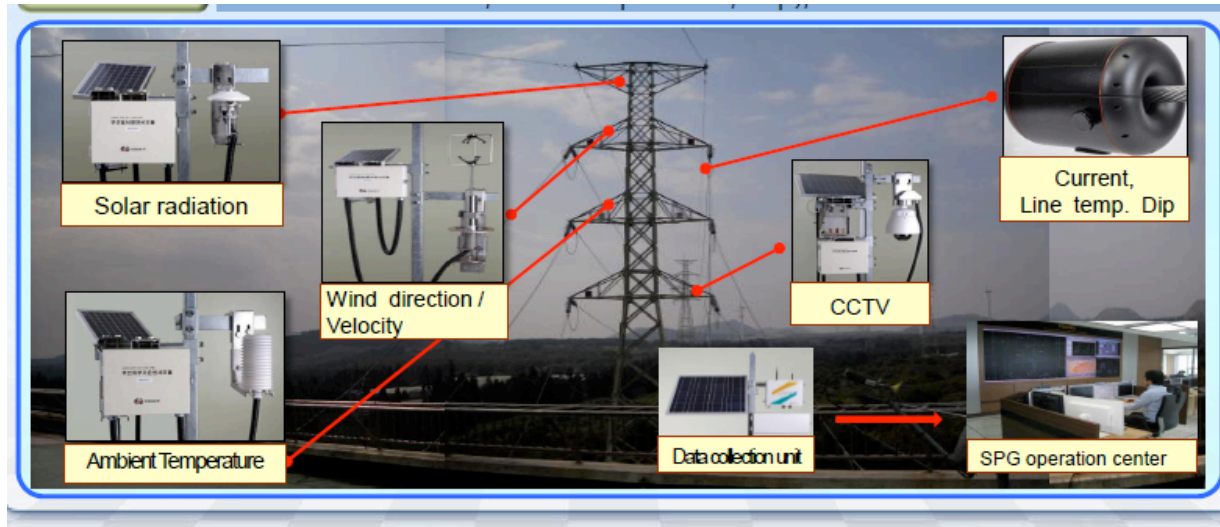 Solar radiation
Wind direction /
Velocity
Current,
Line temp. Dip
CCTV
Ambient Temperature
Data collection unit
SPG operation center